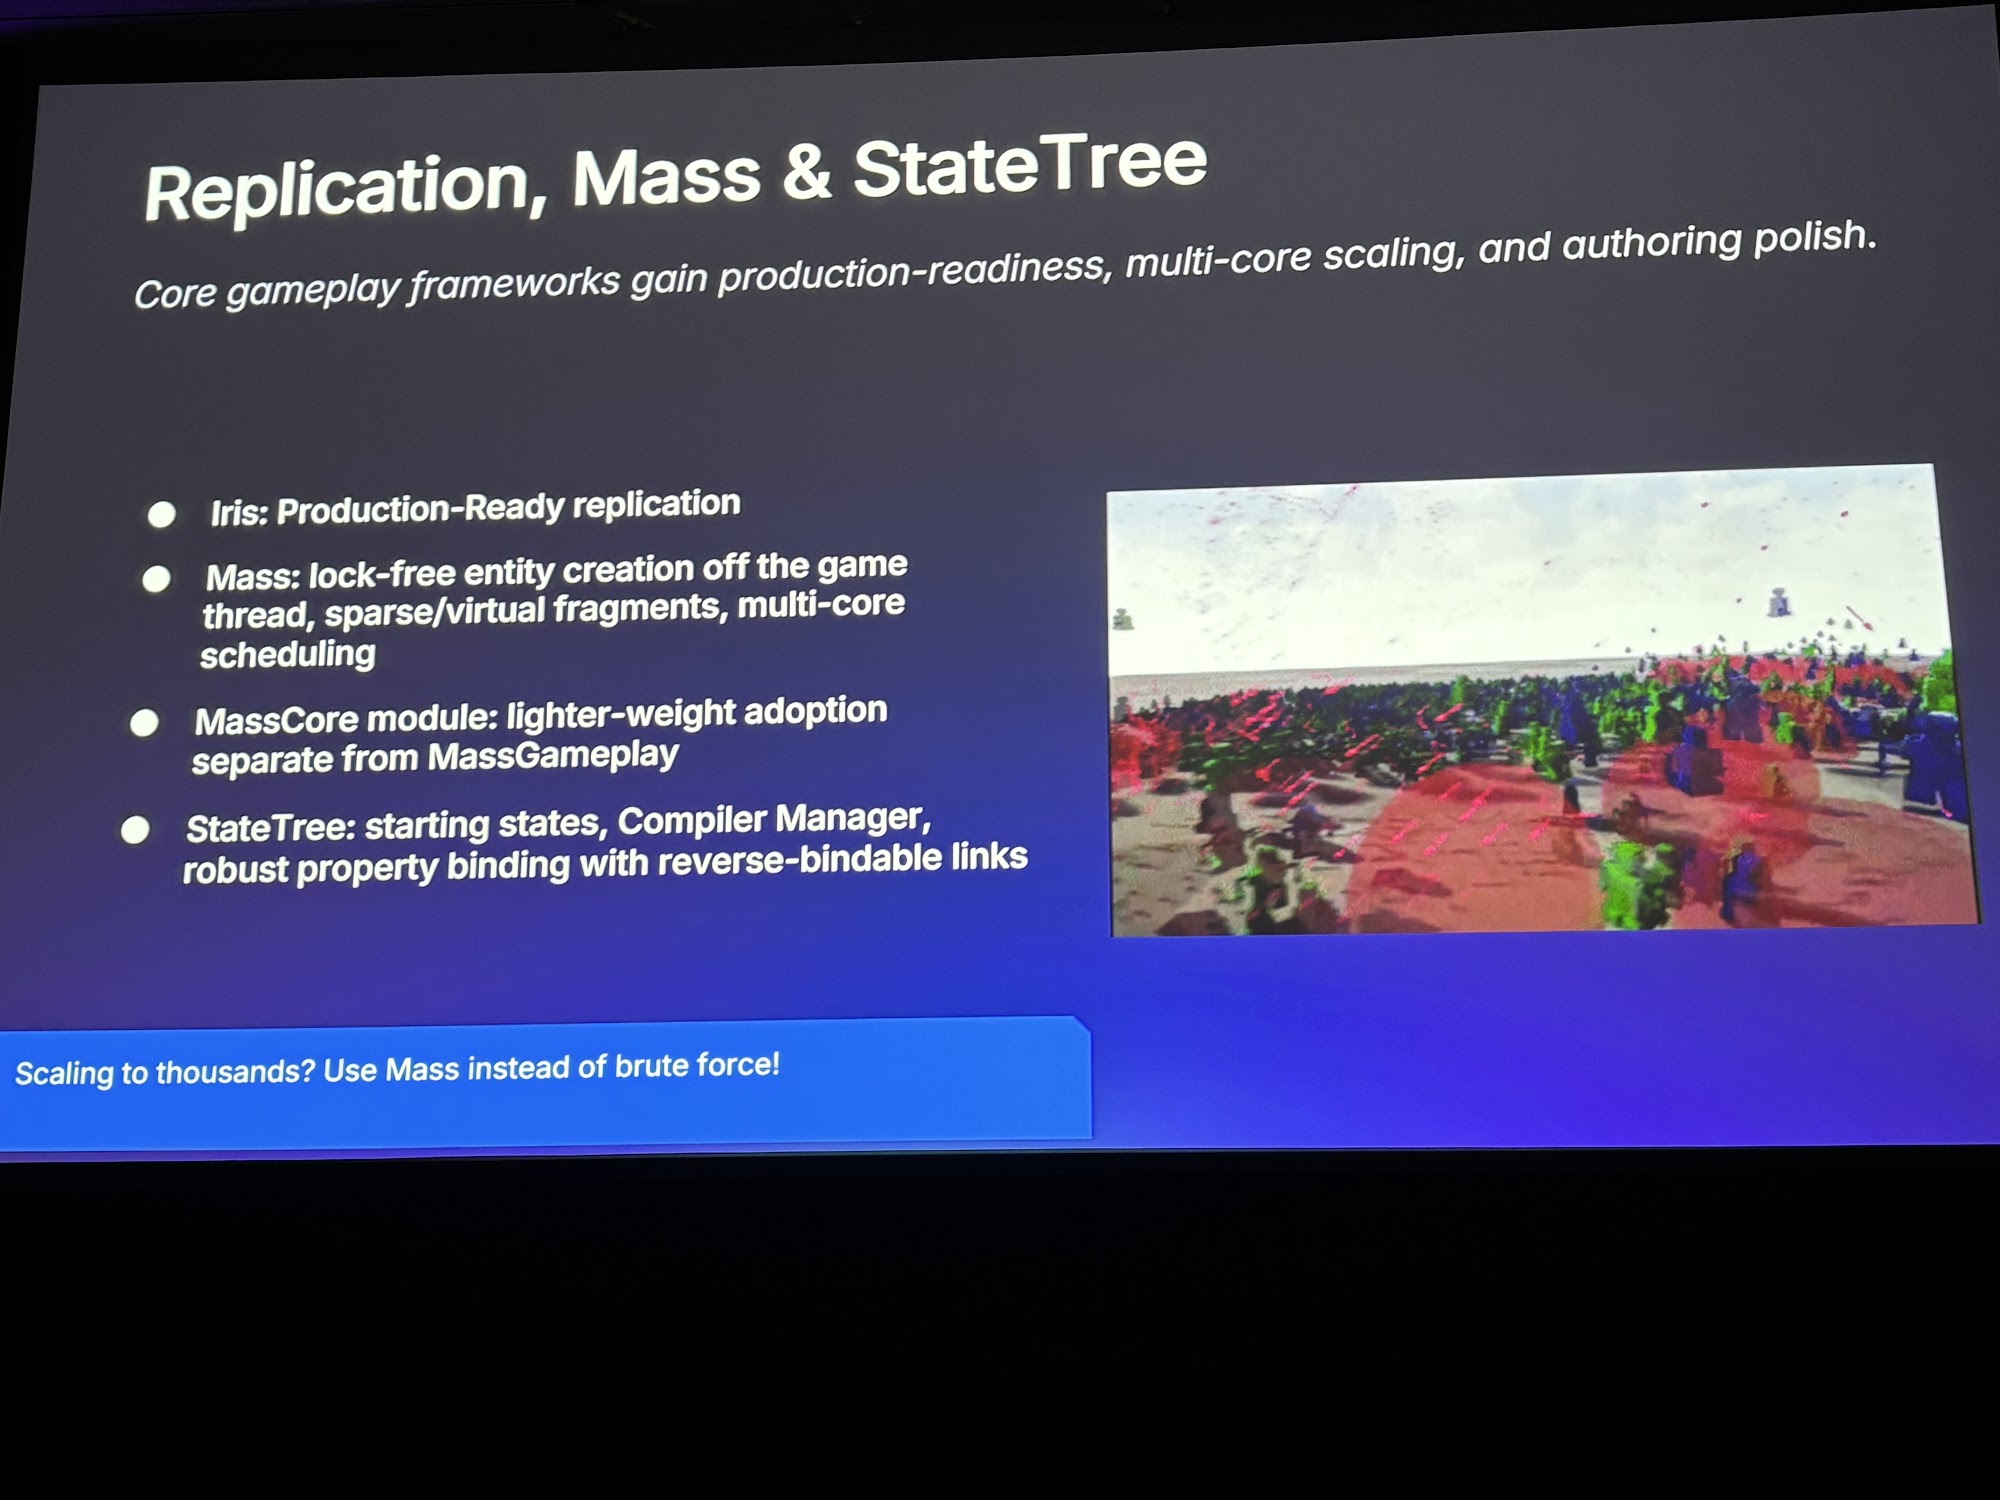 Replication, Mass & StateTree
Core gameplay frameworks gain production-readiness, multi-core scaling, and authoring polish.
Iris: Production-Ready replication
Mass: lock-free entity creation off the game
thread, sparse/virtual fragments, multi-core
scheduling
MassCore module: lighter-weight adoption
separate from MassGameplay
StateTree: starting states, Compiler Manager,
robust property binding with reverse-bindable links
Scaling to thousands? Use Mass instead of brute force!